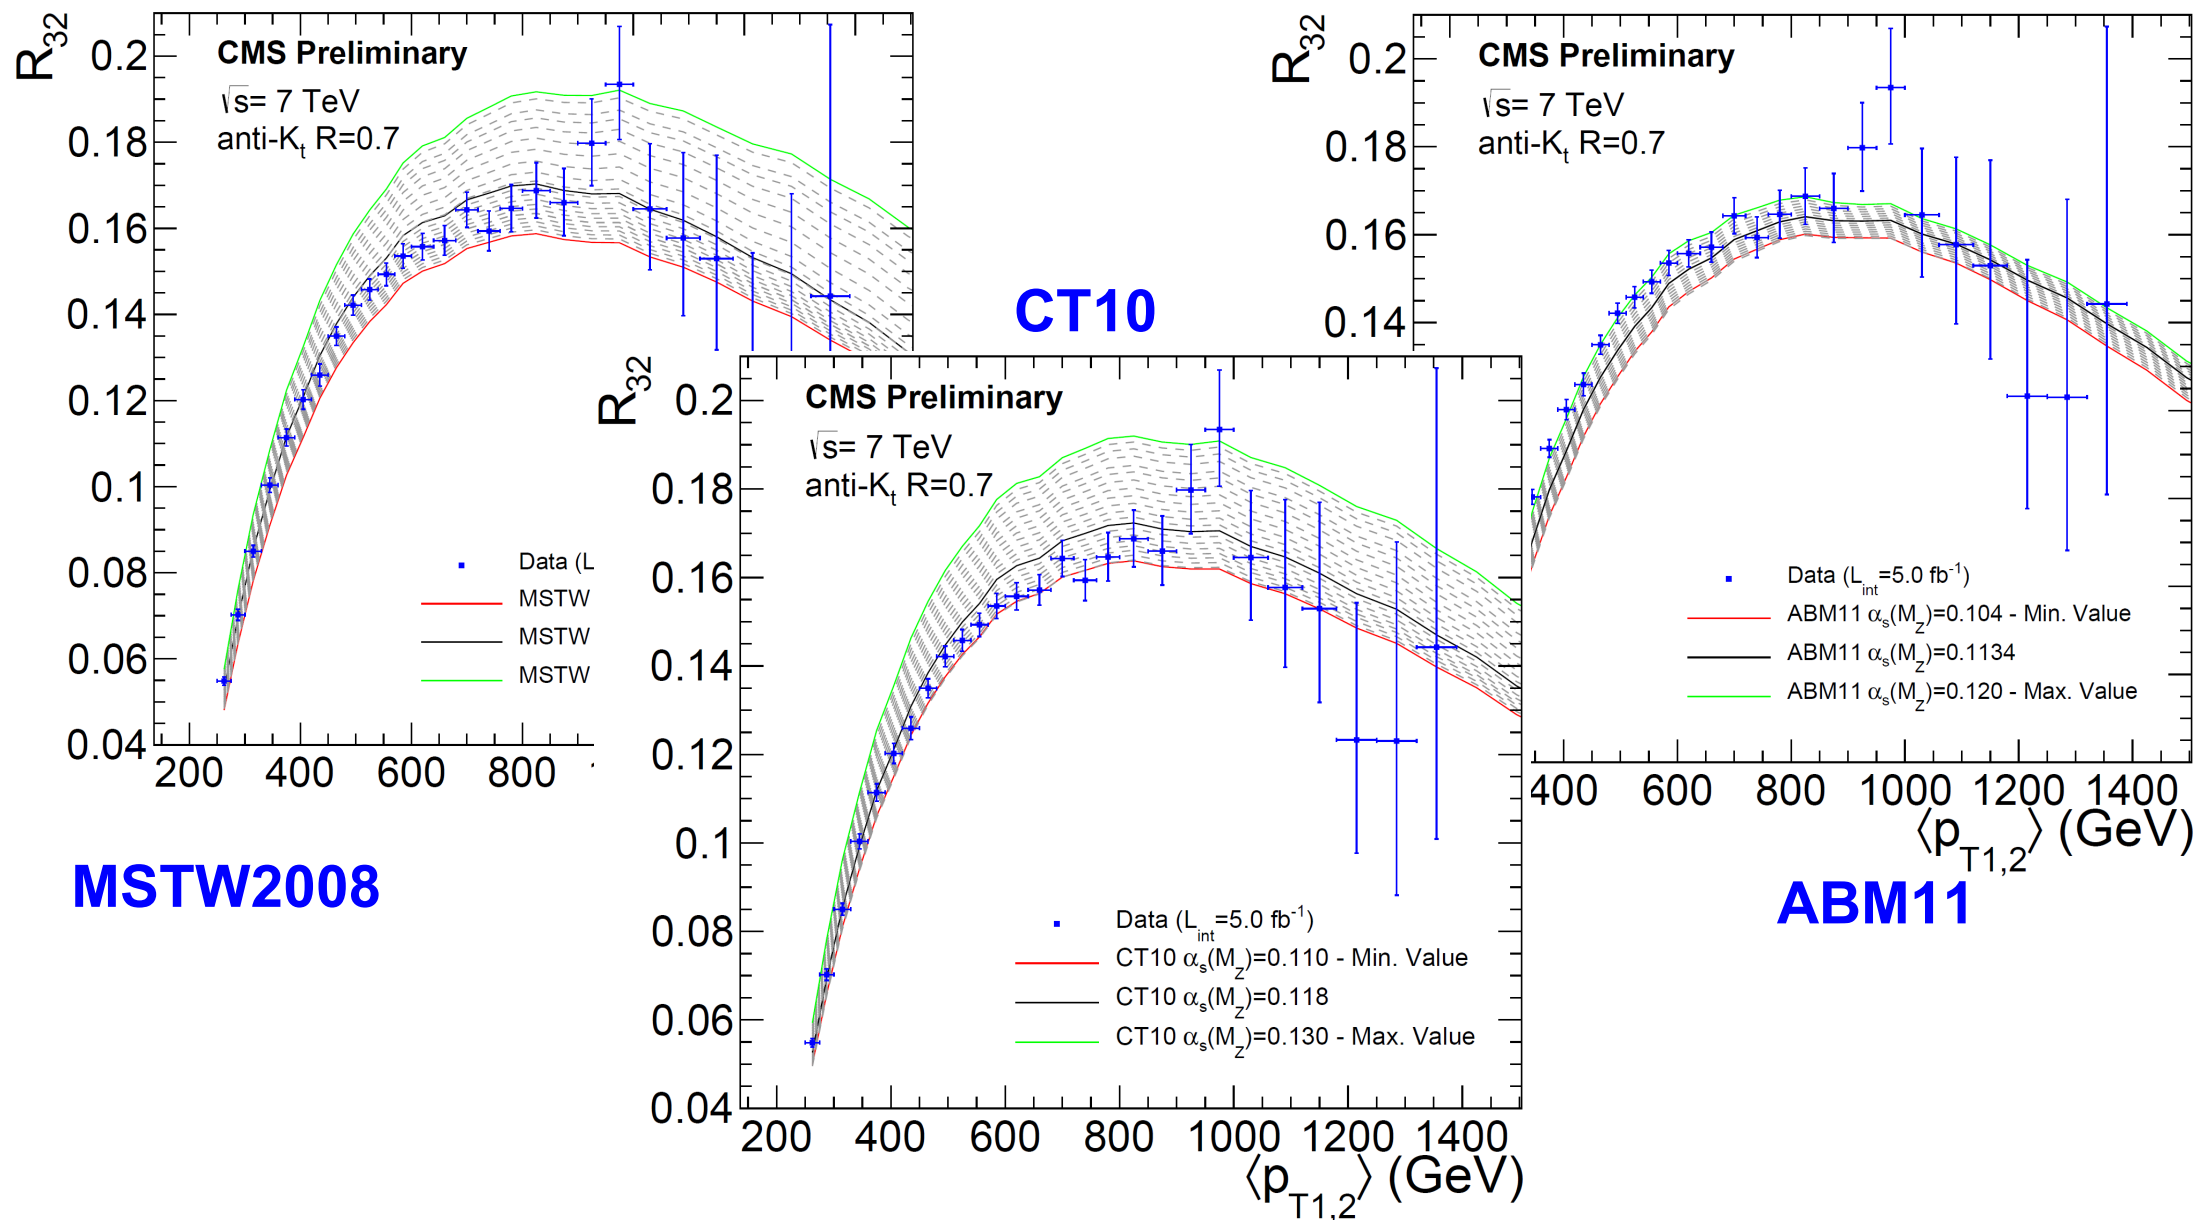 R32
CMS Preliminary
√s= 7 TeV
anti-Kt R=0.7
0.2
0.18
0.16
0.14
0.12
0.1
0.08
0.06
0.04
Data (L
MSTW
MSTW
MSTW
200 400 600 800
MSTW2008
CT10
R32
CMS Preliminary
√s= 7 TeV
anti-Kt R=0.7
0.2
0.18
0.16
0.14
0.12
0.1
0.08
0.06
0.04
Data (Lint=5.0 fb-1)
CT10 αs(MZ)=0.110 - Min. Value
CT10 αs(MZ)=0.118
CT10 αs(MZ)=0.130 - Max. Value
200 400 600 800 1000 1200 1400
⟨pT1,2⟩ (GeV)
R32
CMS Preliminary
√s= 7 TeV
anti-Kt R=0.7
0.2
0.18
0.16
0.14
Data (Lint=5.0 fb-1)
ABM11 αs(MZ)=0.104 - Min. Value
ABM11 αs(MZ)=0.1134
ABM11 αs(MZ)=0.120 - Max. Value
400 600 800 1000 1200 1400
⟨pT1,2⟩ (GeV)
ABM11